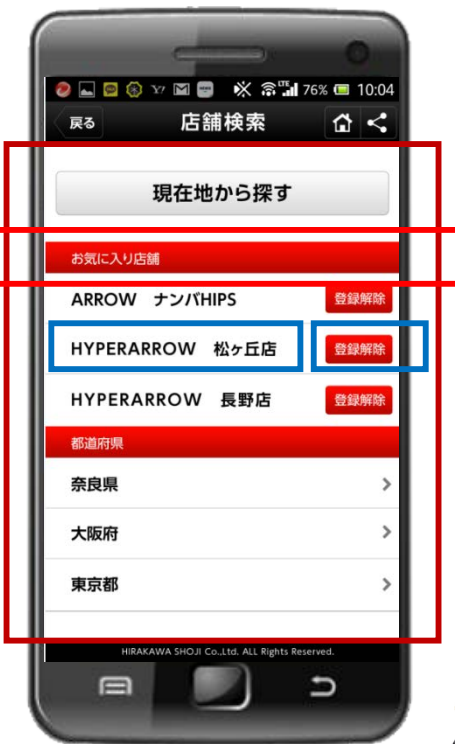 76% 10:04
戻る 店舗検索
現在地から探す
お気に入り店舗
ARROW ナンバHIPS 登録解除
HYPERARROW 松ヶ丘店 登録解除
HYPERARROW 長野店 登録解除
都道府県
奈良県
大阪府
東京都
HIRAKAWA SHOJI Co.,Ltd. ALL Rights Reserved.